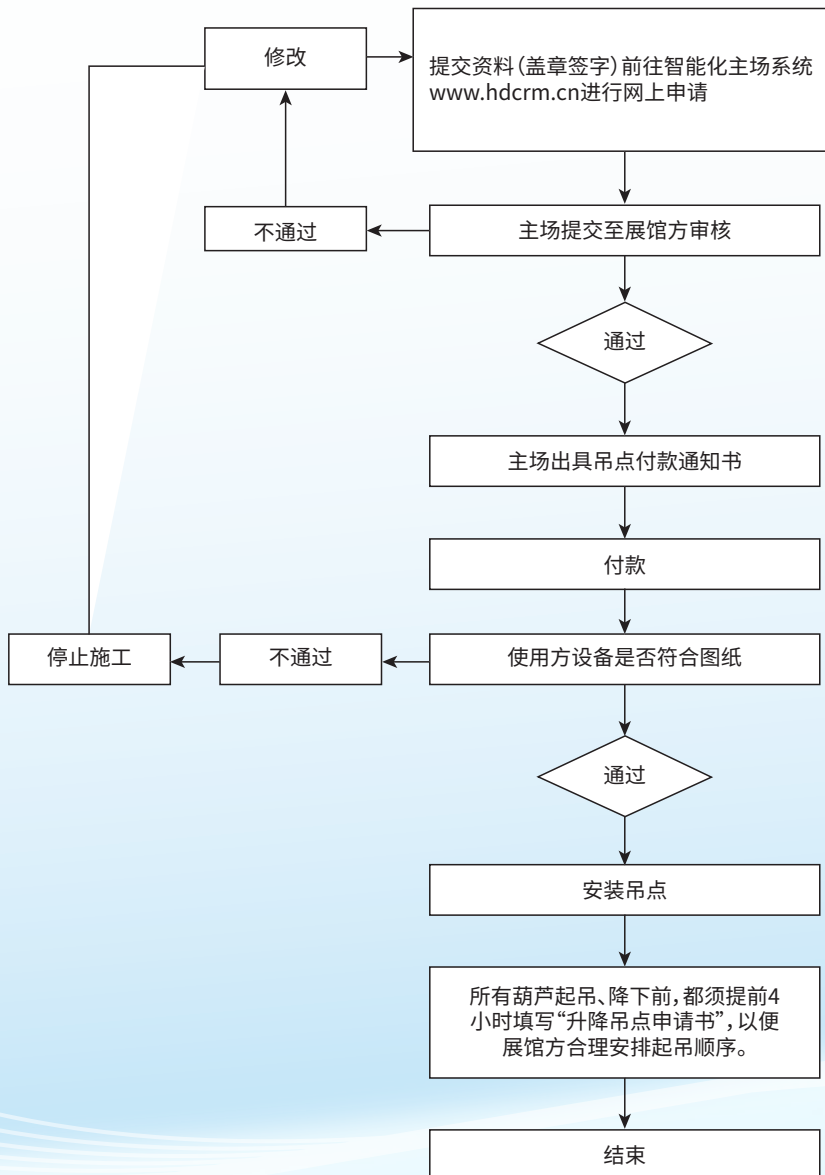 修改
提交资料（盖章签字）前往智能化主场系统
www.hdcrm.cn进行网上申请
不通过
主场提交至展馆方审核
通过
主场出具吊点付款通知书
付款
停止施工
不通过
使用方设备是否符合图纸
通过
安装吊点
所有葫芦起吊、降下前，都须提前4
小时填写“升降吊点申请书”，以便
展馆方合理安排起吊顺序。
结束